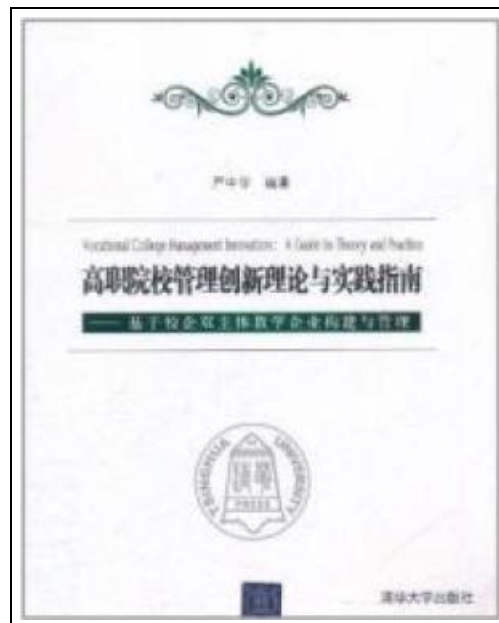 严中华 编著
Vocational College Management Innovation: A Guide to Theory and Practice
高职院校管理创新理论与实践指南
——基于校企双主体教学企业构建与管理
TSINGHUA UNIVERSITY
PRESS
清华大学出版社